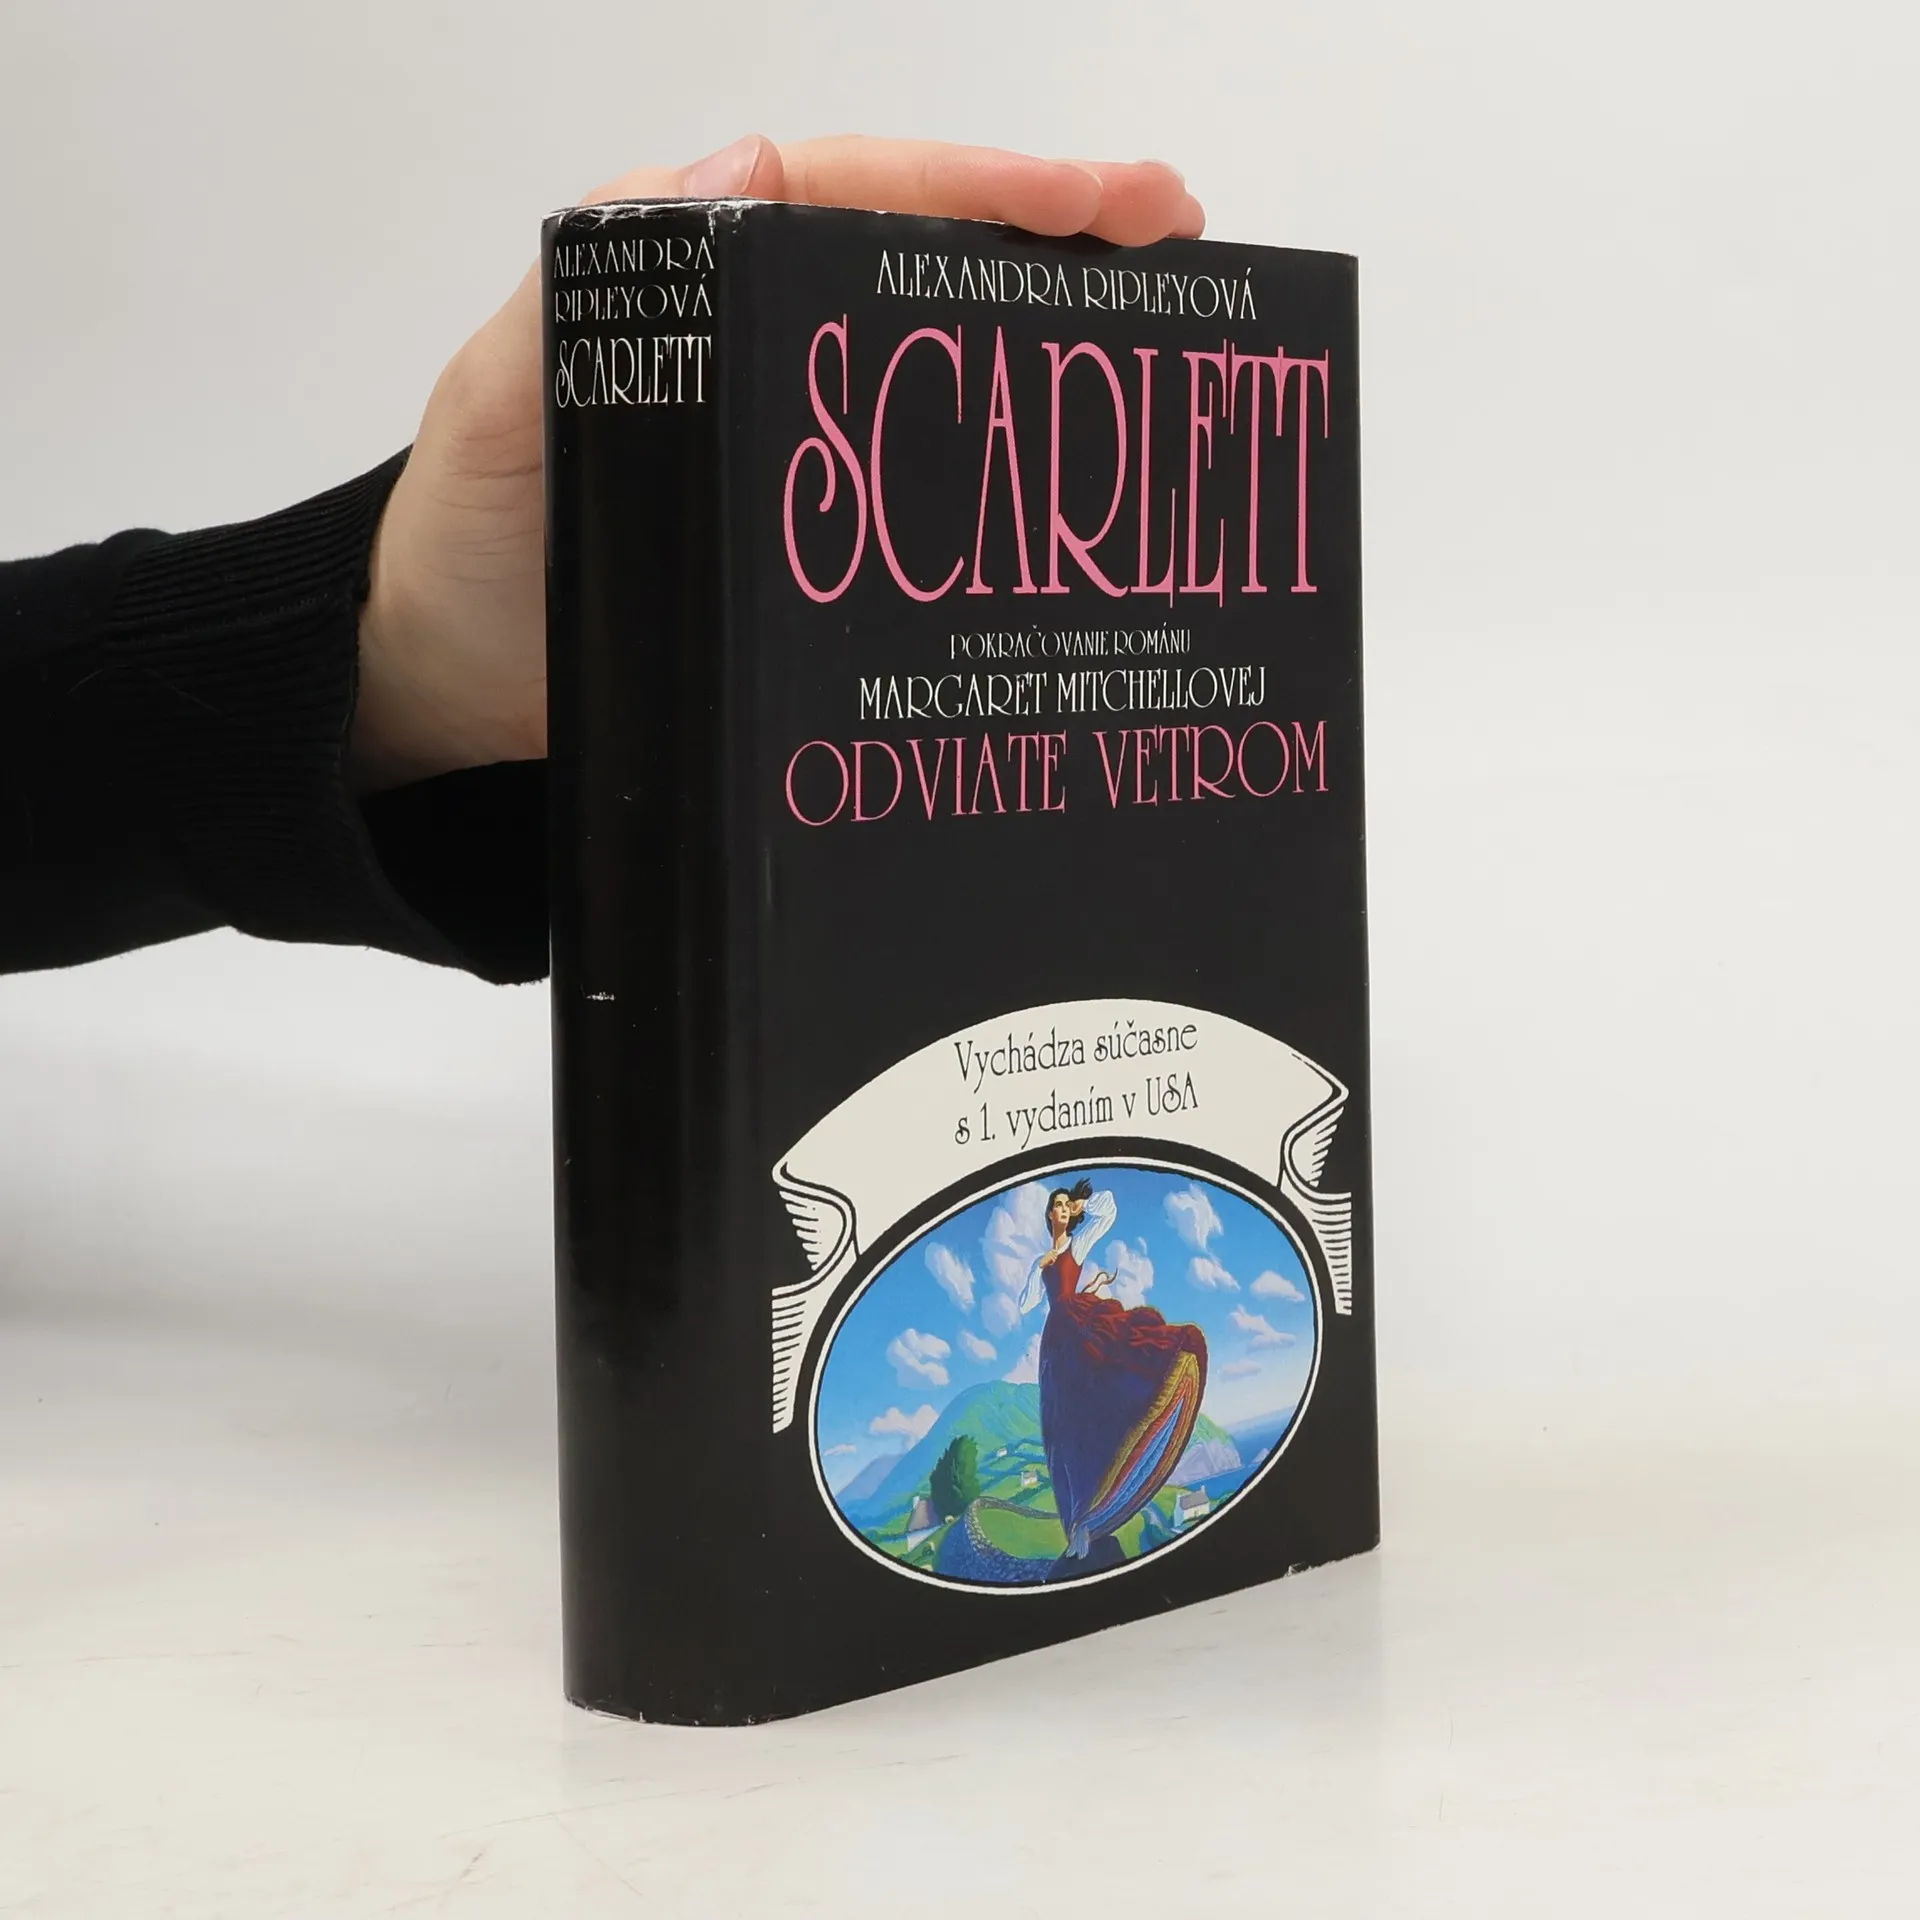 ALEXANDRA
RIPLEYOVÁ
SCARLETT
ALEXANDRA RIPLEYOVÁ
SCARLETT
POKRAČOVANIE ROMÁNU
MARGARET MITCHELLOVEJ
ODVIATE VETROM
Vychádza súčasne
s 1. vydaním v USA